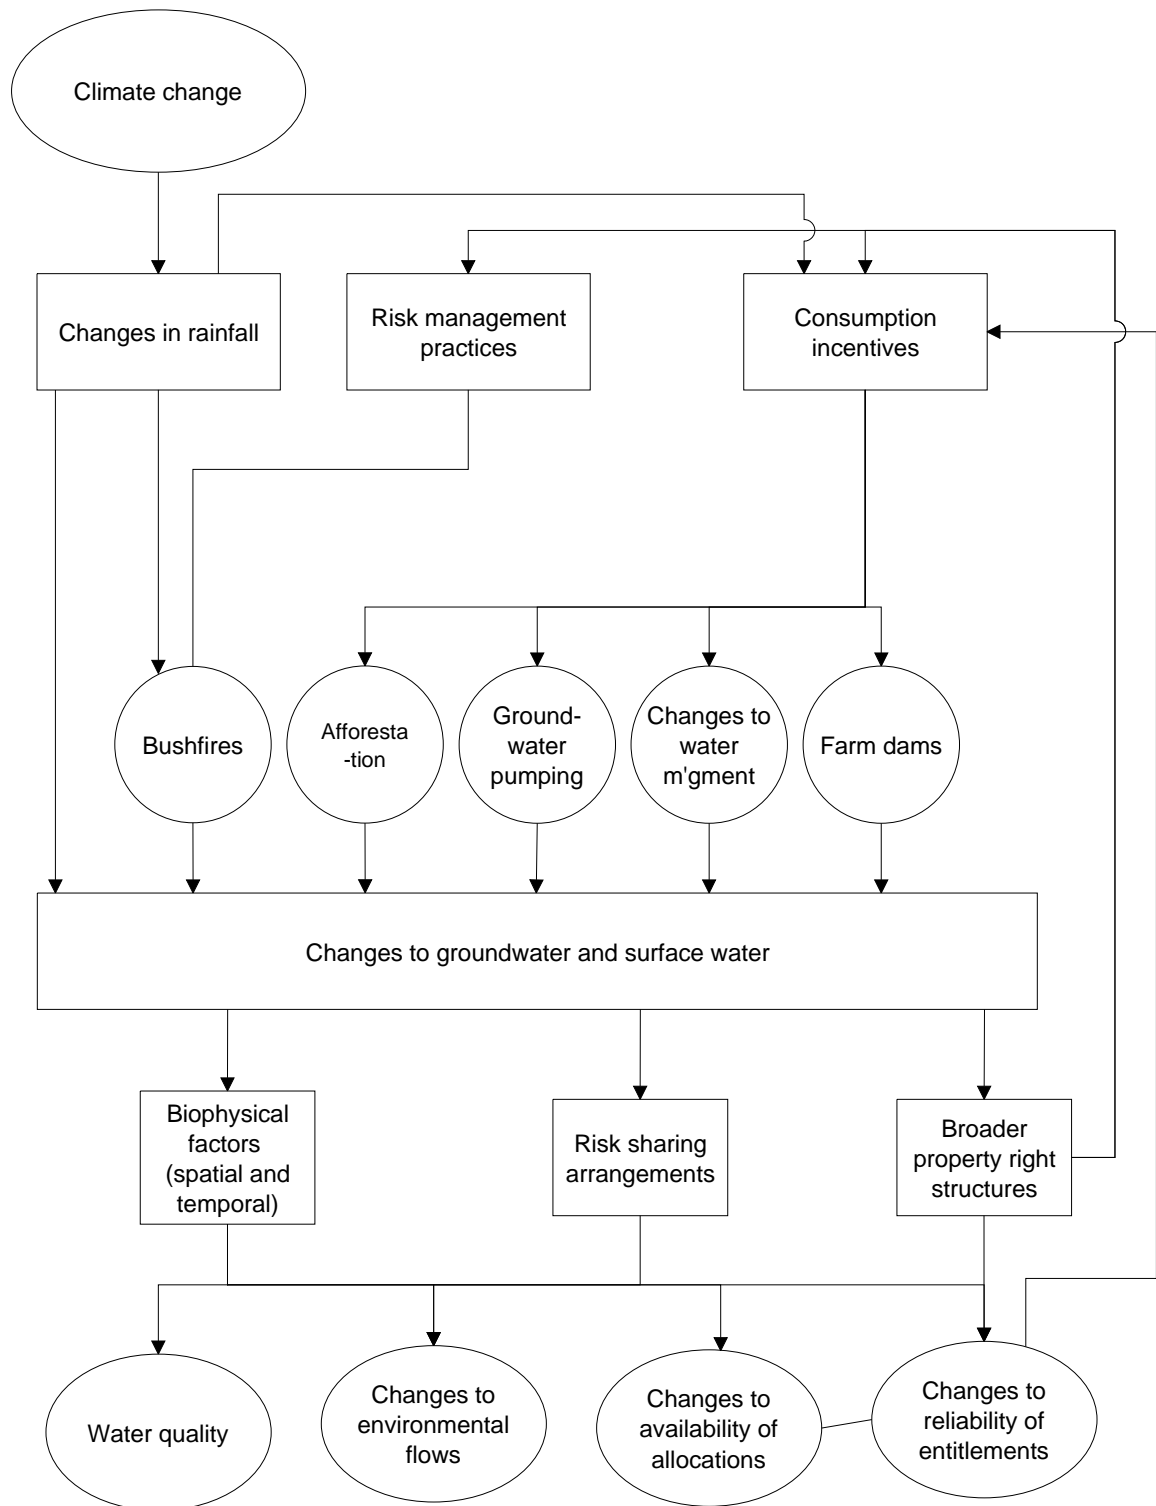 Climate change
Changes in rainfall
Risk management
practices
Consumption
incentives
Bushfires
Afforesta
-tion
Ground-
water
pumping
Changes to
water
m'gment
Farm dams
Changes to groundwater and surface water
Biophysical
factors
(spatial and
temporal)
Risk sharing
arrangements
Broader
property right
structures
Water quality
Changes to
environmental
flows
Changes to
availability of
allocations
Changes to
reliability of
entitlements